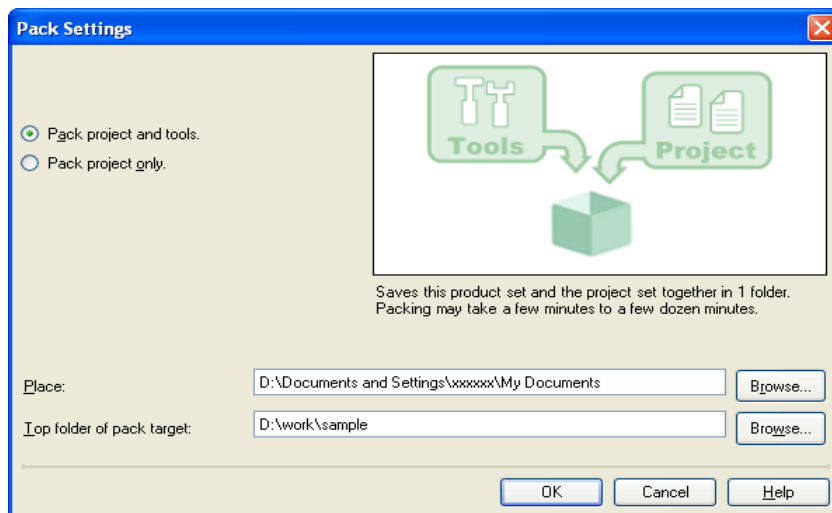 Pack Settings
Pack project and tools.
Pack project only.
Tools
Project
Saves this product set and the project set together in 1 folder.
Packing may take a few minutes to a few dozen minutes.
Place:
D:\Documents and Settings\xxxxxx\My Documents
Browse...
Top folder of pack target:
D:\work\sample
Browse...
OK
Cancel
Help